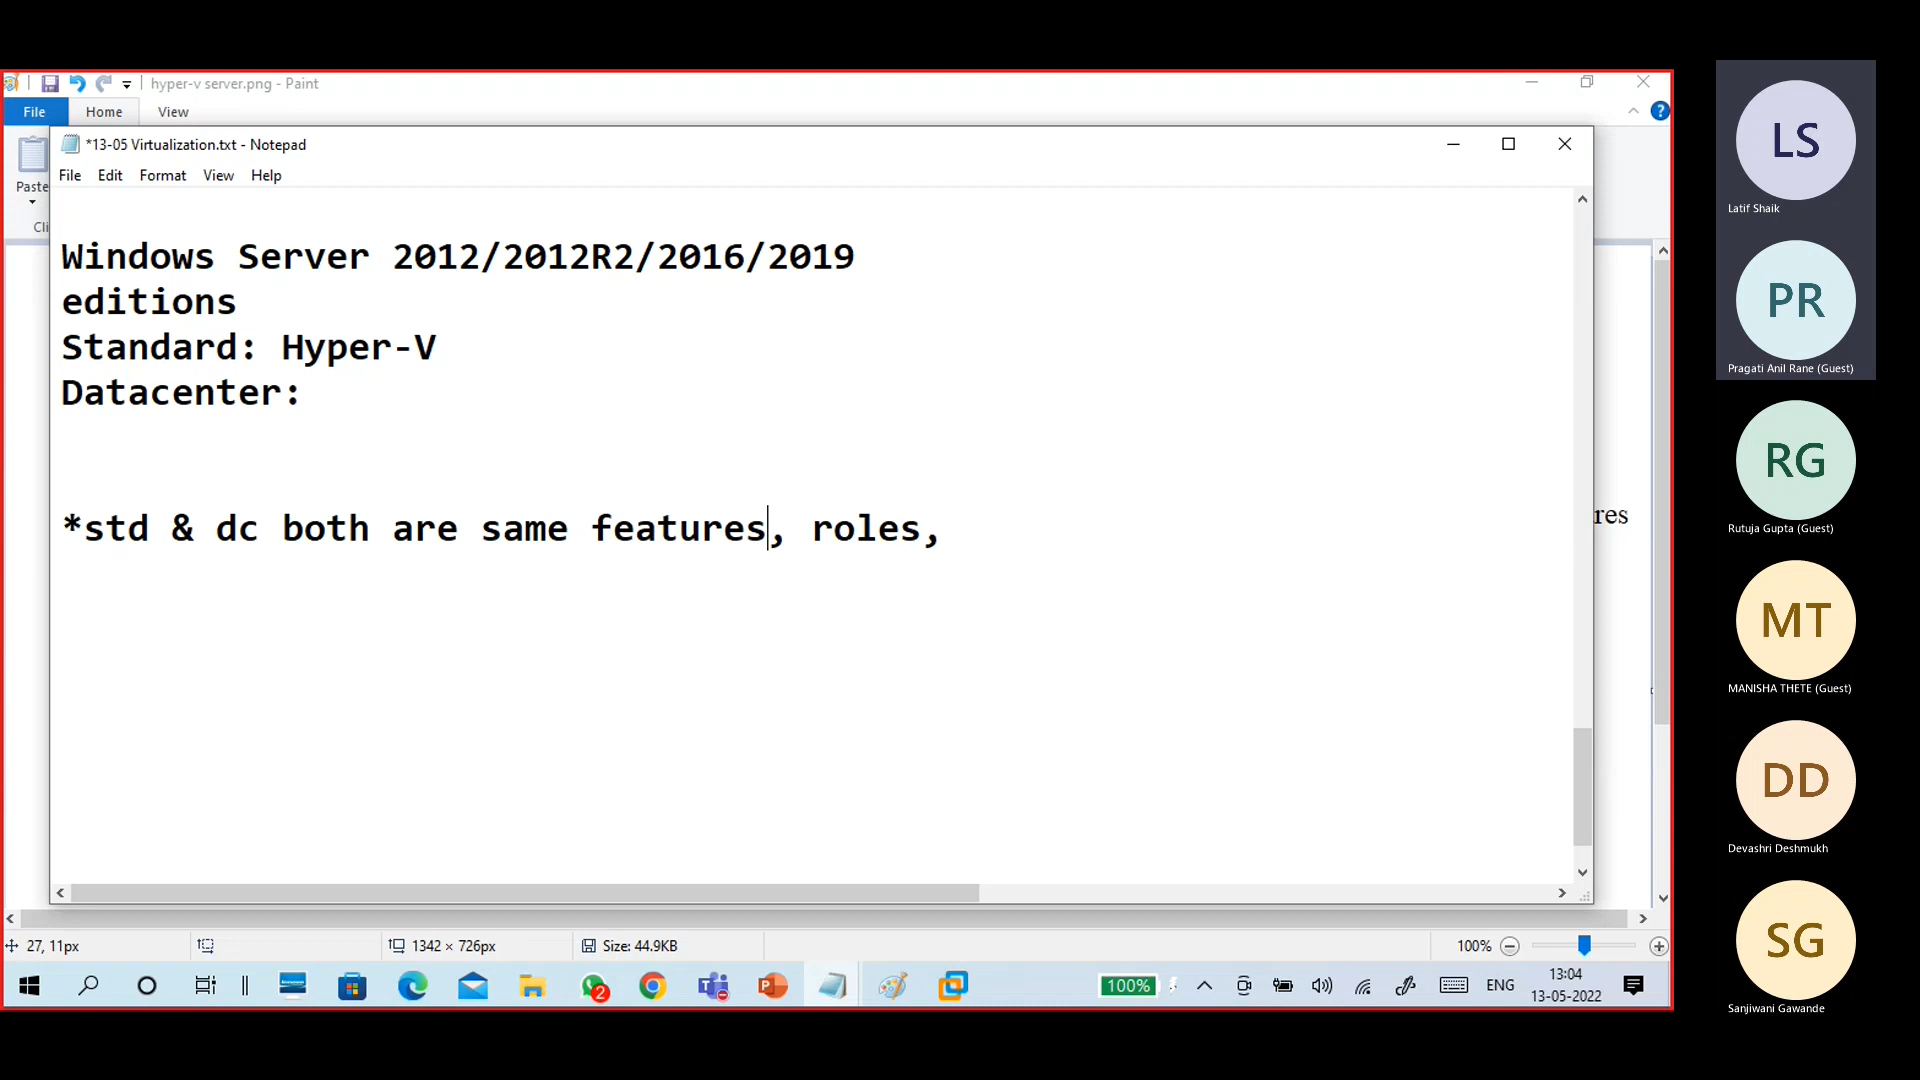 hyper-v server.png - Paint
File Home View
Paste
Cli
*13-05 Virtualization.txt - Notepad
File Edit Format View Help
Windows Server 2012/2012R2/2016/2019
editions
Standard: Hyper-V
Datacenter:
*std & dc both are same features, roles,
res
27, 11px
1342 × 726px
Size: 44.9KB
100%
2
100%
ENG
13:04
13-05-2022
LS
Latif Shaik
PR
Pragati Anil Rane (Guest)
RG
Rutuja Gupta (Guest)
MT
MANISHA THETE (Guest)
DD
Devashri Deshmukh
SG
Sanjiwani Gawande